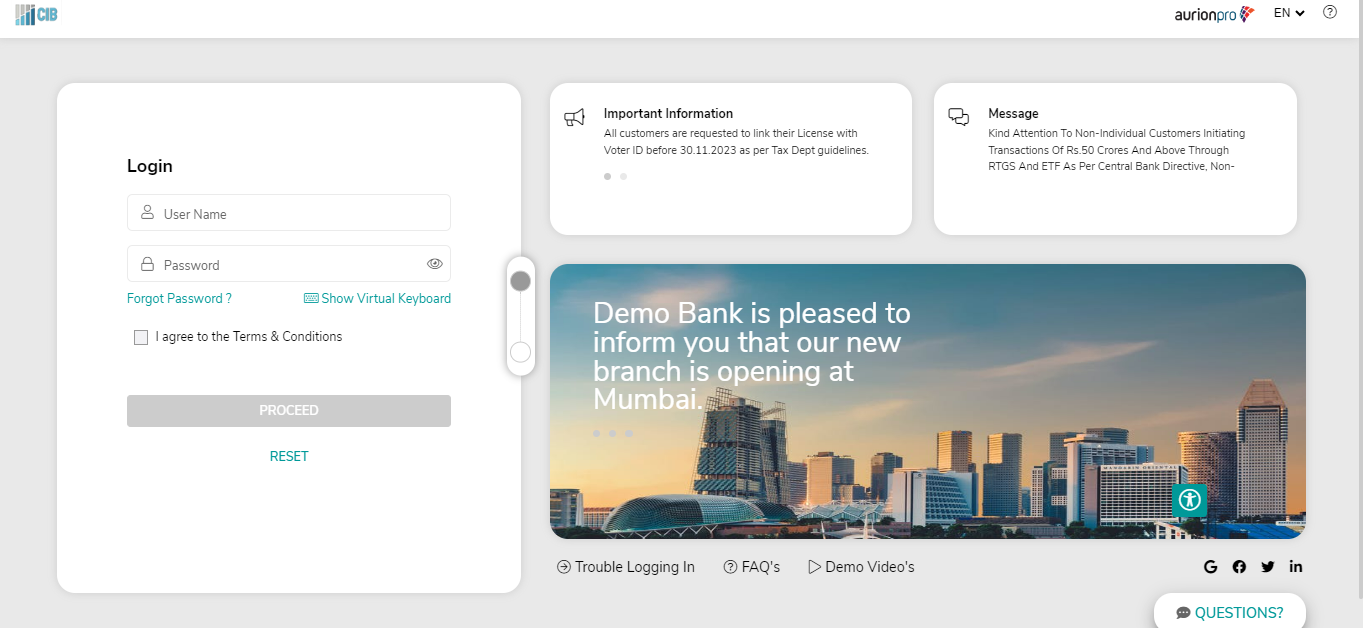 CIB
aurionpro
EN
Login
User Name
Password
Forgot Password ?
Show Virtual Keyboard
I agree to the Terms & Conditions
PROCEED
RESET
Important Information
All customers are requested to link their License with
Voter ID before 30.11.2023 as per Tax Dept guidelines.
Message
Kind Attention To Non-Individual Customers Initiating
Transactions Of Rs.50 Crores And Above Through
RTGS And ETF As Per Central Bank Directive, Non-
Demo Bank is pleased to
inform you that our new
branch is opening at
Mumbai.
MANDARIN ORIENTAL
Trouble Logging In
FAQ's
Demo Video's
QUESTIONS?